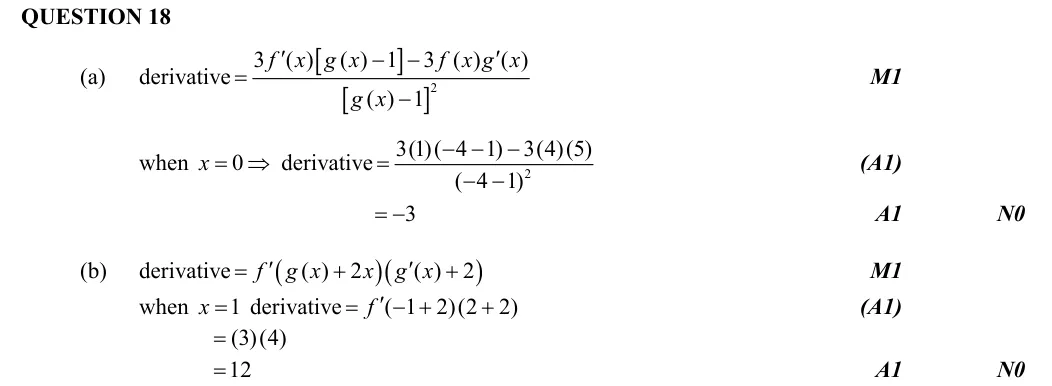 QUESTION 18
(a) derivative = \frac{3f′(x)[g(x)−1]−3f(x)g′(x)}{[g(x)−1]^2} M1
when x = 0 ⇒ derivative = \frac{3(1)(−4−1)−3(4)(5)}{(−4−1)^2} (A1)
= −3 A1 N0
(b) derivative = f′(g(x)+2x)(g′(x)+2) M1
when x = 1 derivative = f′(−1+2)(2+2) (A1)
= (3)(4)
= 12 A1 N0